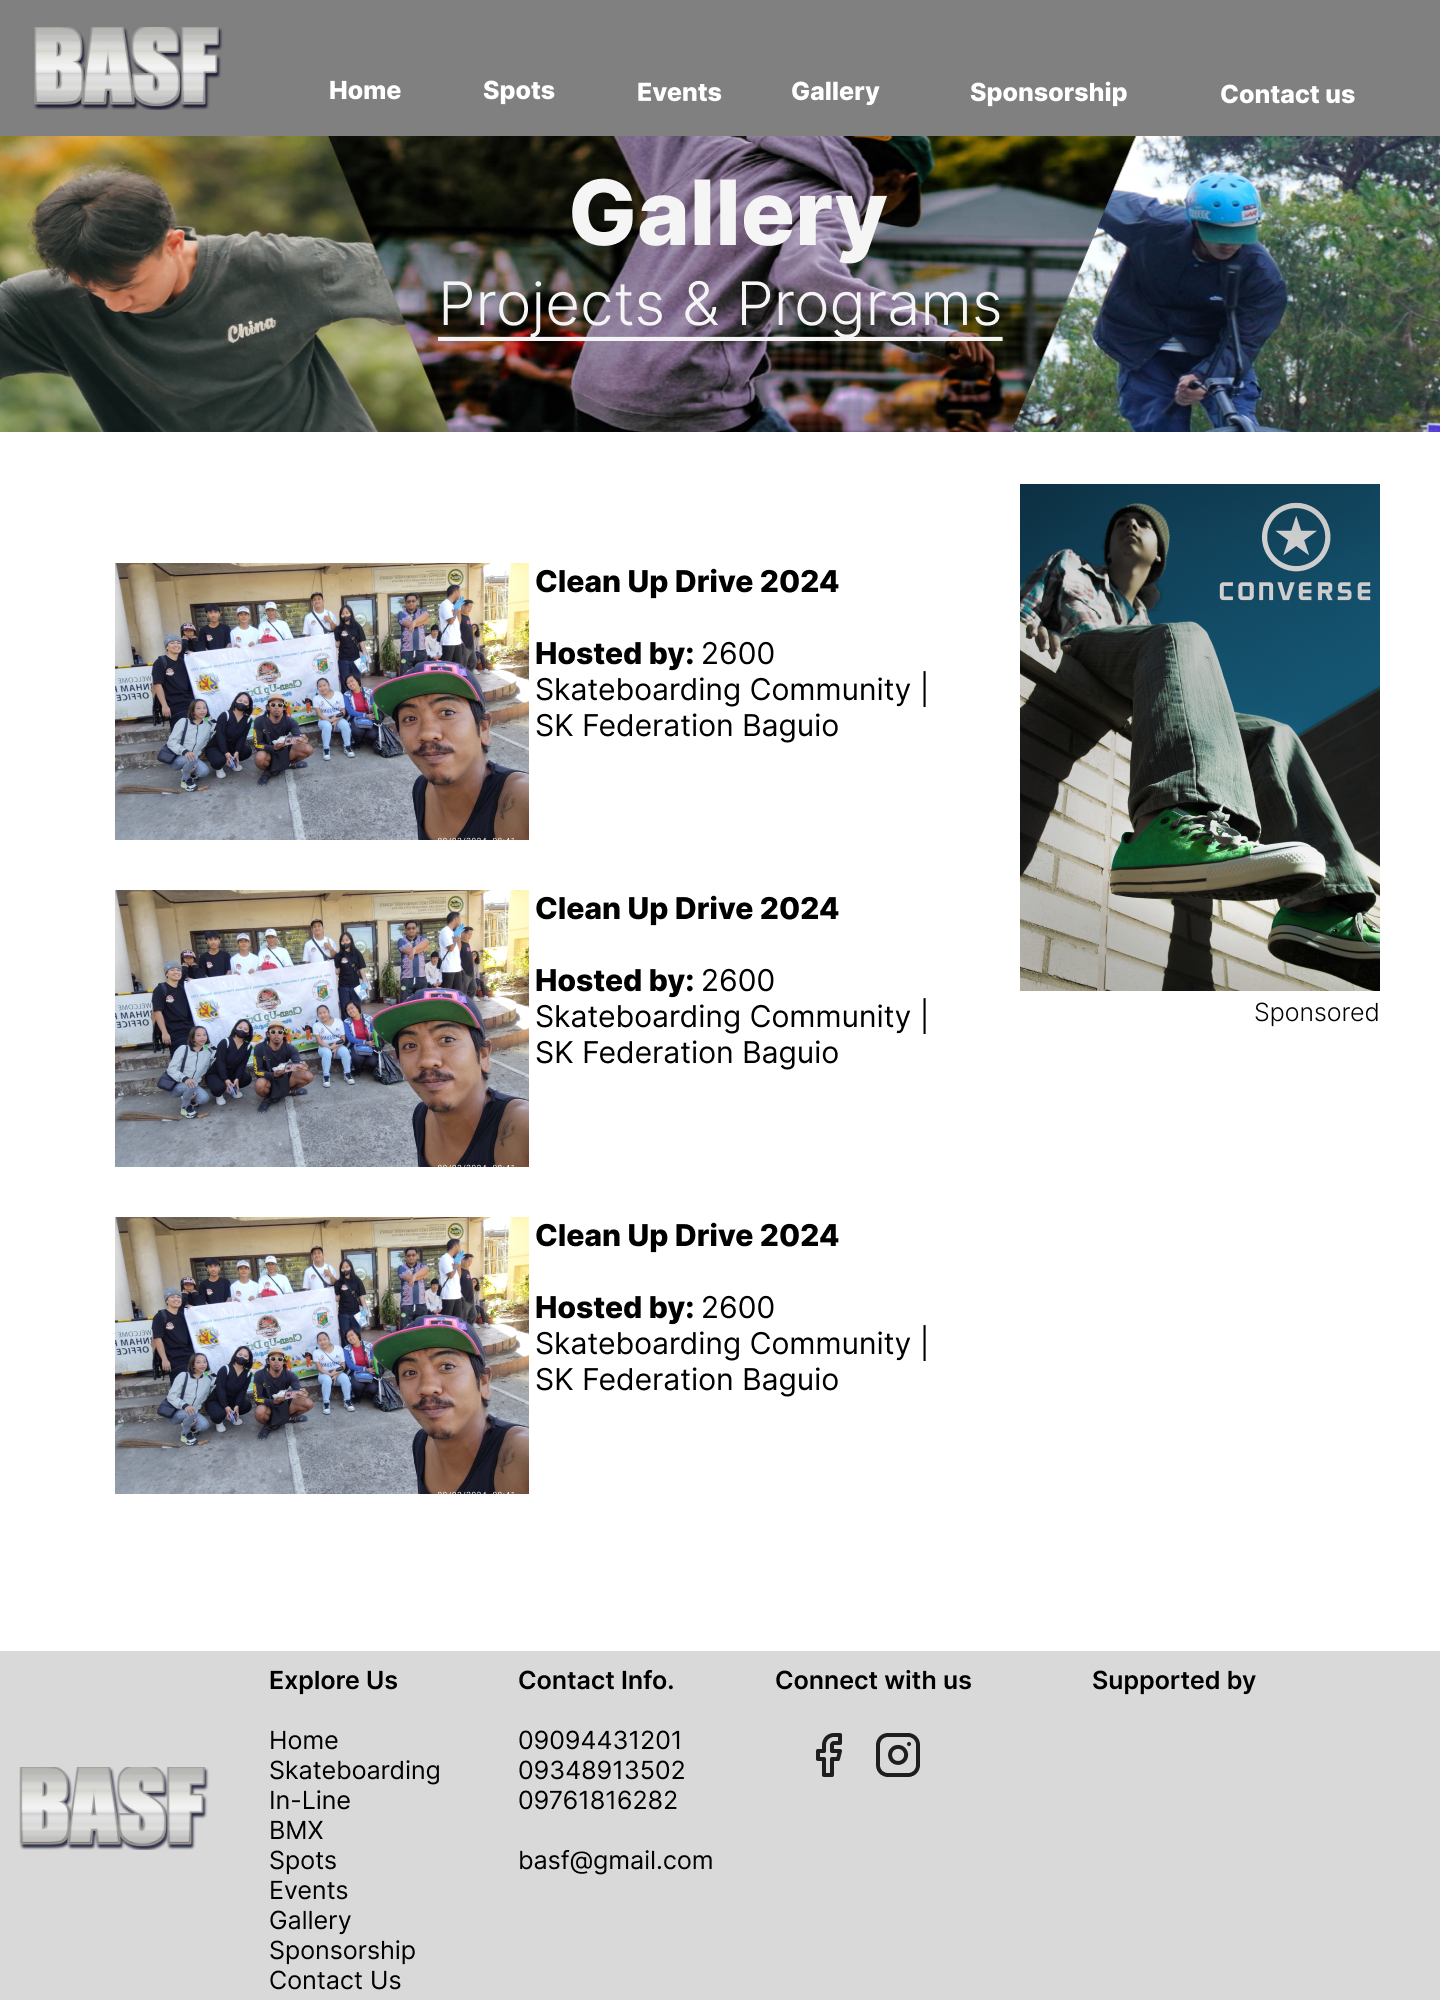 BASF
Home
Spots
Events
Gallery
Sponsorship
Contact us
Gallery
Projects & Programs
China
CONVERSE
Sponsored
Clean Up Drive 2024
Hosted by: 2600
Skateboarding Community |
SK Federation Baguio
Clean Up Drive 2024
Hosted by: 2600
Skateboarding Community |
SK Federation Baguio
Clean Up Drive 2024
Hosted by: 2600
Skateboarding Community |
SK Federation Baguio
BASF
Explore Us
Home
Skateboarding
In-Line
BMX
Spots
Events
Gallery
Sponsorship
Contact Us
Contact Info.
09094431201
09348913502
09761816282
basf@gmail.com
Connect with us
Supported by